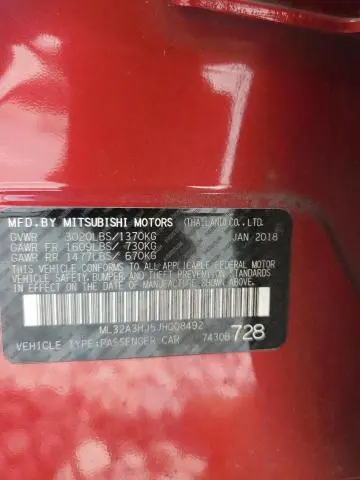 MFD.BY MITSUBISHI MOTORS (THAILAND)CO.,LTD.
GVWR 3020LBS/1370KG JAN 2018
GAWR FR 1609LBS/ 730KG
GAWR RR 1477LBS/ 670KG
THIS VEHICLE CONFORMS TO ALL APPLICABLE FEDERAL MOTOR
VEHICLE SAFETY,BUMPER,AND THEFT PREVENTION STANDARDS
IN EFFECT ON THE DATE OF MANUFACTURE SHOWN ABOVE.
ML32A3HJ5JH008492
VEHICLE TYPE:PASSENGER CAR 7430B 728